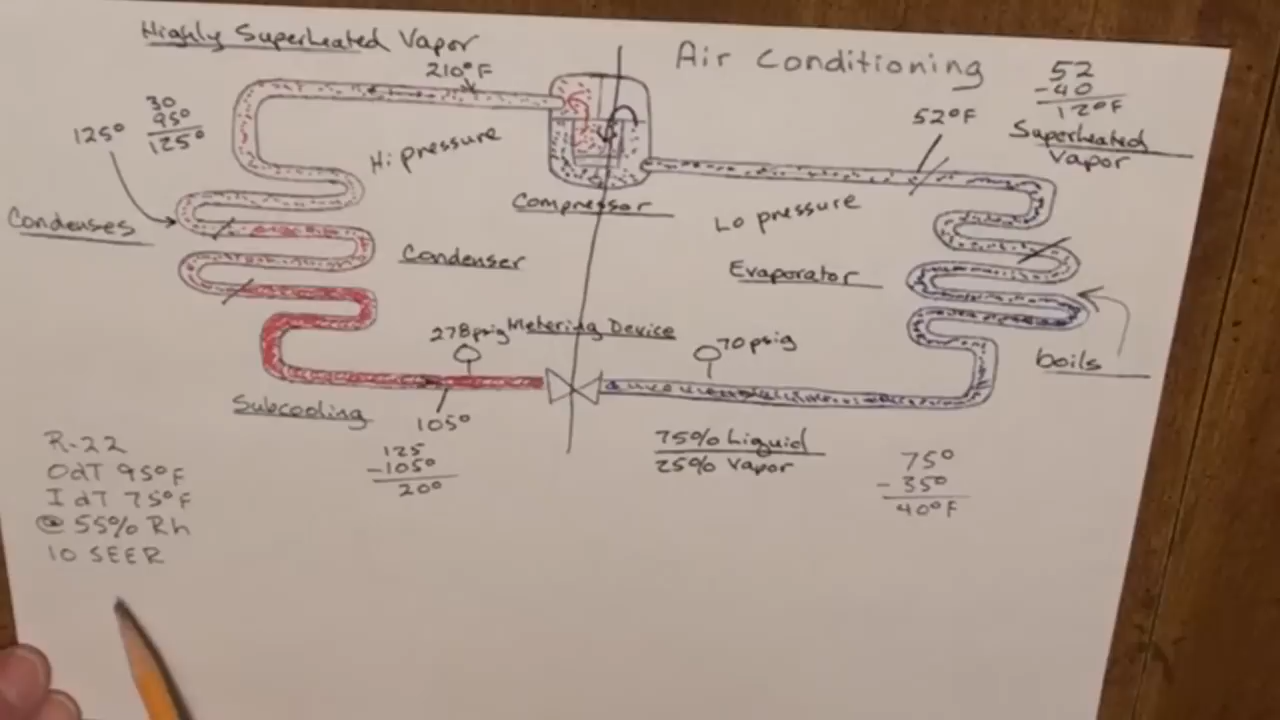 Highly Superheated Vapor
210°F
Air Conditioning
52
-40
12°F
Superheated
Vapor
52°F
30
95°
125°
125°
Hi pressure
Compressor
Lo pressure
Condenses
Condenser
Evaporator
278psig
Metering Device
70psig
boils
Subcooling
105°
125
-105°
20°
75% Liquid
25% Vapor
75°
- 35°
40°F
R-22
OdT 95°F
IdT 75°F
@ 55% Rh
10 SEER